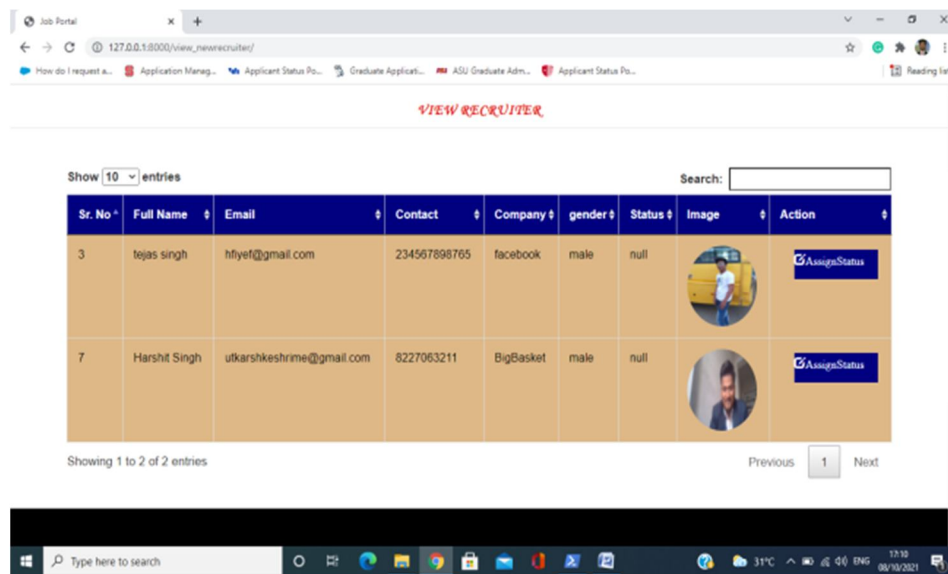 Job Portal
127.0.0.1:8000/view_newrecruiter/
How do I request a... Application Manag... Applicant Status Po... Graduate Applicati... ASU Graduate Adm... Applicant Status Po... Reading list
VIEW RECRUITER
Show 10 entries Search:
Sr. No Full Name Email Contact Company gender Status Image Action
3 tejas singh hfiyef@gmail.com 234567898765 facebook male null AssignStatus
7 Harshit Singh utkarshkeshrime@gmail.com 8227063211 BigBasket male null AssignStatus
Showing 1 to 2 of 2 entries Previous 1 Next
Type here to search 31°C ENG 17:10
08/10/2021